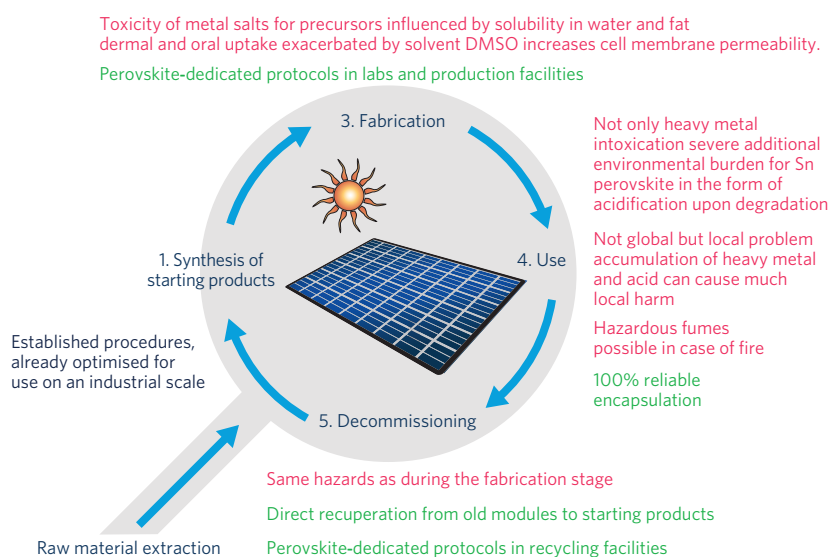 Toxicity of metal salts for precursors influenced by solubility in water and fat
dermal and oral uptake exacerbated by solvent DMSO increases cell membrane permeability.
Perovskite-dedicated protocols in labs and production facilities
3. Fabrication
Not only heavy metal
intoxication severe additional
environmental burden for Sn
perovskite in the form of
acidification upon degradation
Not global but local problem
accumulation of heavy metal
and acid can cause much
local harm
Hazardous fumes
possible in case of fire
100% reliable
encapsulation
4. Use
1. Synthesis of
starting products
Established procedures,
already optimised for
use on an industrial scale
5. Decommissioning
Same hazards as during the fabrication stage
Direct recuperation from old modules to starting products
Perovskite-dedicated protocols in recycling facilities
Raw material extraction